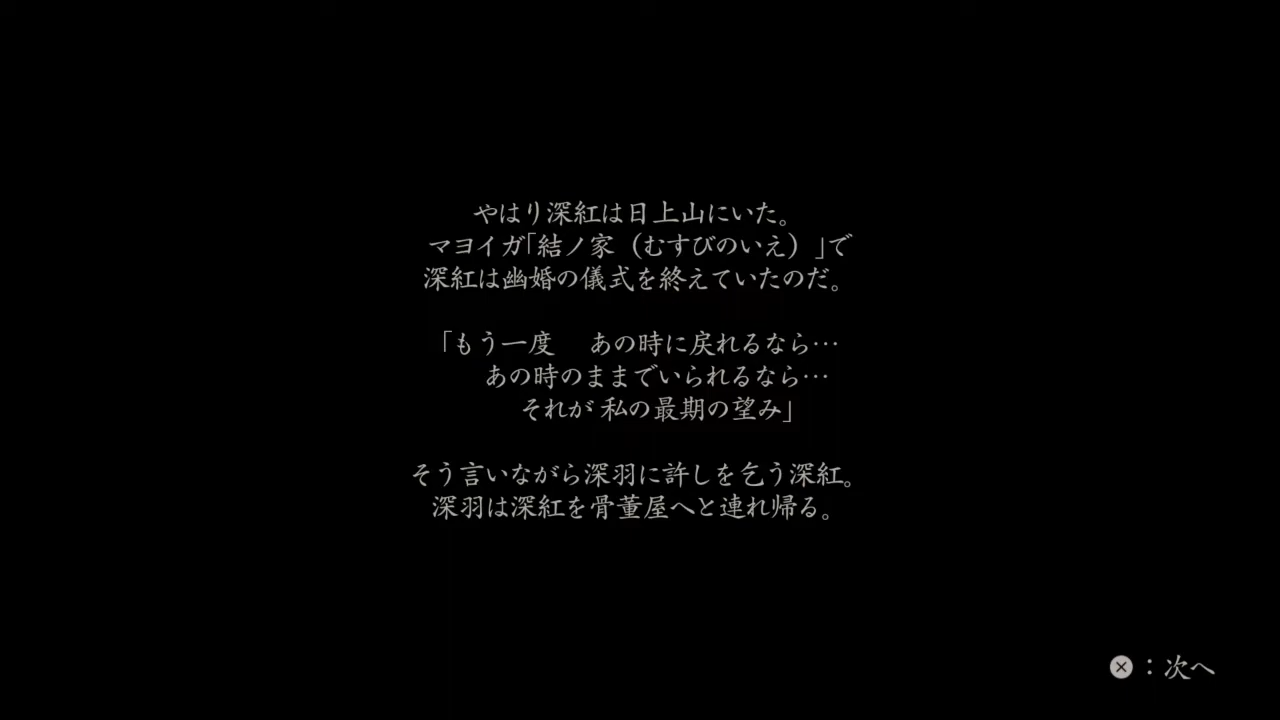 やはり深紅は日上山にいた。
マヨイガ「結ノ家（むすびのいえ）」で
深紅は幽婚の儀式を終えていたのだ。
「もう一度　あの時に戻れるなら…
あの時のままでいられるなら…
それが 私の最期の望み」
そう言いながら深羽に許しを乞う深紅。
深羽は深紅を骨董屋へと連れ帰る。
⊗：次へ